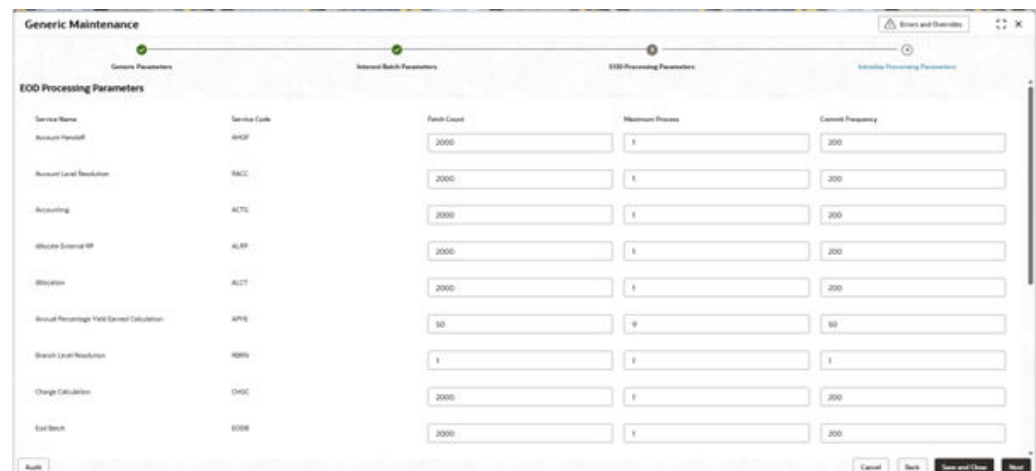 Generic Maintenance
Errors and Overrides
Generic Parameters
Interest Batch Parameters
EOD Processing Parameters
Intraday Processing Parameters
EOD Processing Parameters
Service Name Service Code Fetch Count Maximum Process Commit Frequency
Account Handoff AHOF 2000 1 200
Account Level Resolution RACC 2000 1 200
Accounting ACTG 2000 1 200
Allocate External RP ALRP 2000 1 200
Allocation ALCT 2000 1 200
Annual Percentage Yield Earned Calculation APYE 50 9 50
Branch Level Resolution RBRN 1 1 1
Charge Calculation CHGC 2000 1 200
Eod Batch EODB 2000 1 200
Audit
Cancel Back Save and Close Next